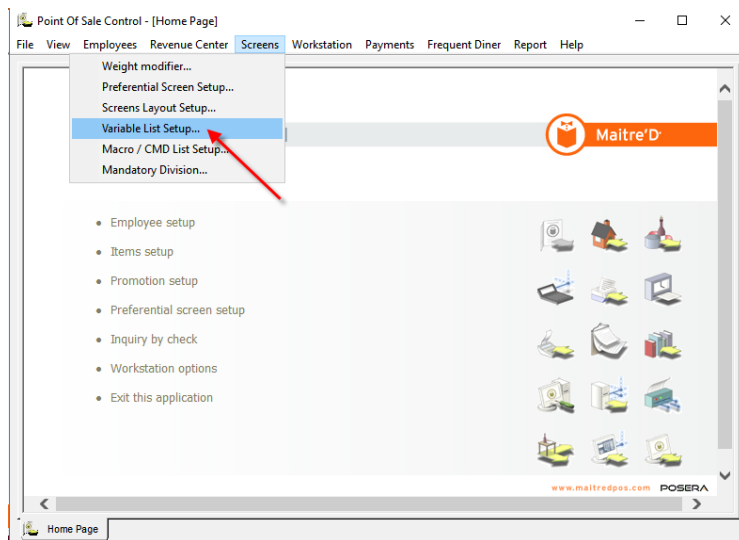 Point Of Sale Control - [Home Page]
File View Employees Revenue Center Screens Workstation Payments Frequent Diner Report Help
Weight modifier...
Preferential Screen Setup...
Screens Layout Setup...
Variable List Setup...
Macro / CMD List Setup...
Mandatory Division...
Maitre'D
• Employee setup
• Items setup
• Promotion setup
• Preferential screen setup
• Inquiry by check
• Workstation options
• Exit this application
www.maitredpos.com POSERA
Home Page